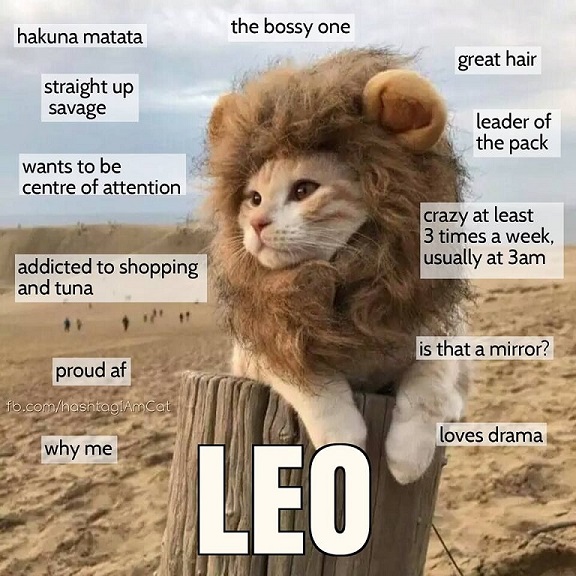 hakuna matata
the bossy one
great hair
straight up
savage
leader of
the pack
wants to be
centre of attention
crazy at least
3 times a week,
usually at 3am
addicted to shopping
and tuna
is that a mirror?
proud af
fb.com/hashtagIAmCat
why me
loves drama
LEO